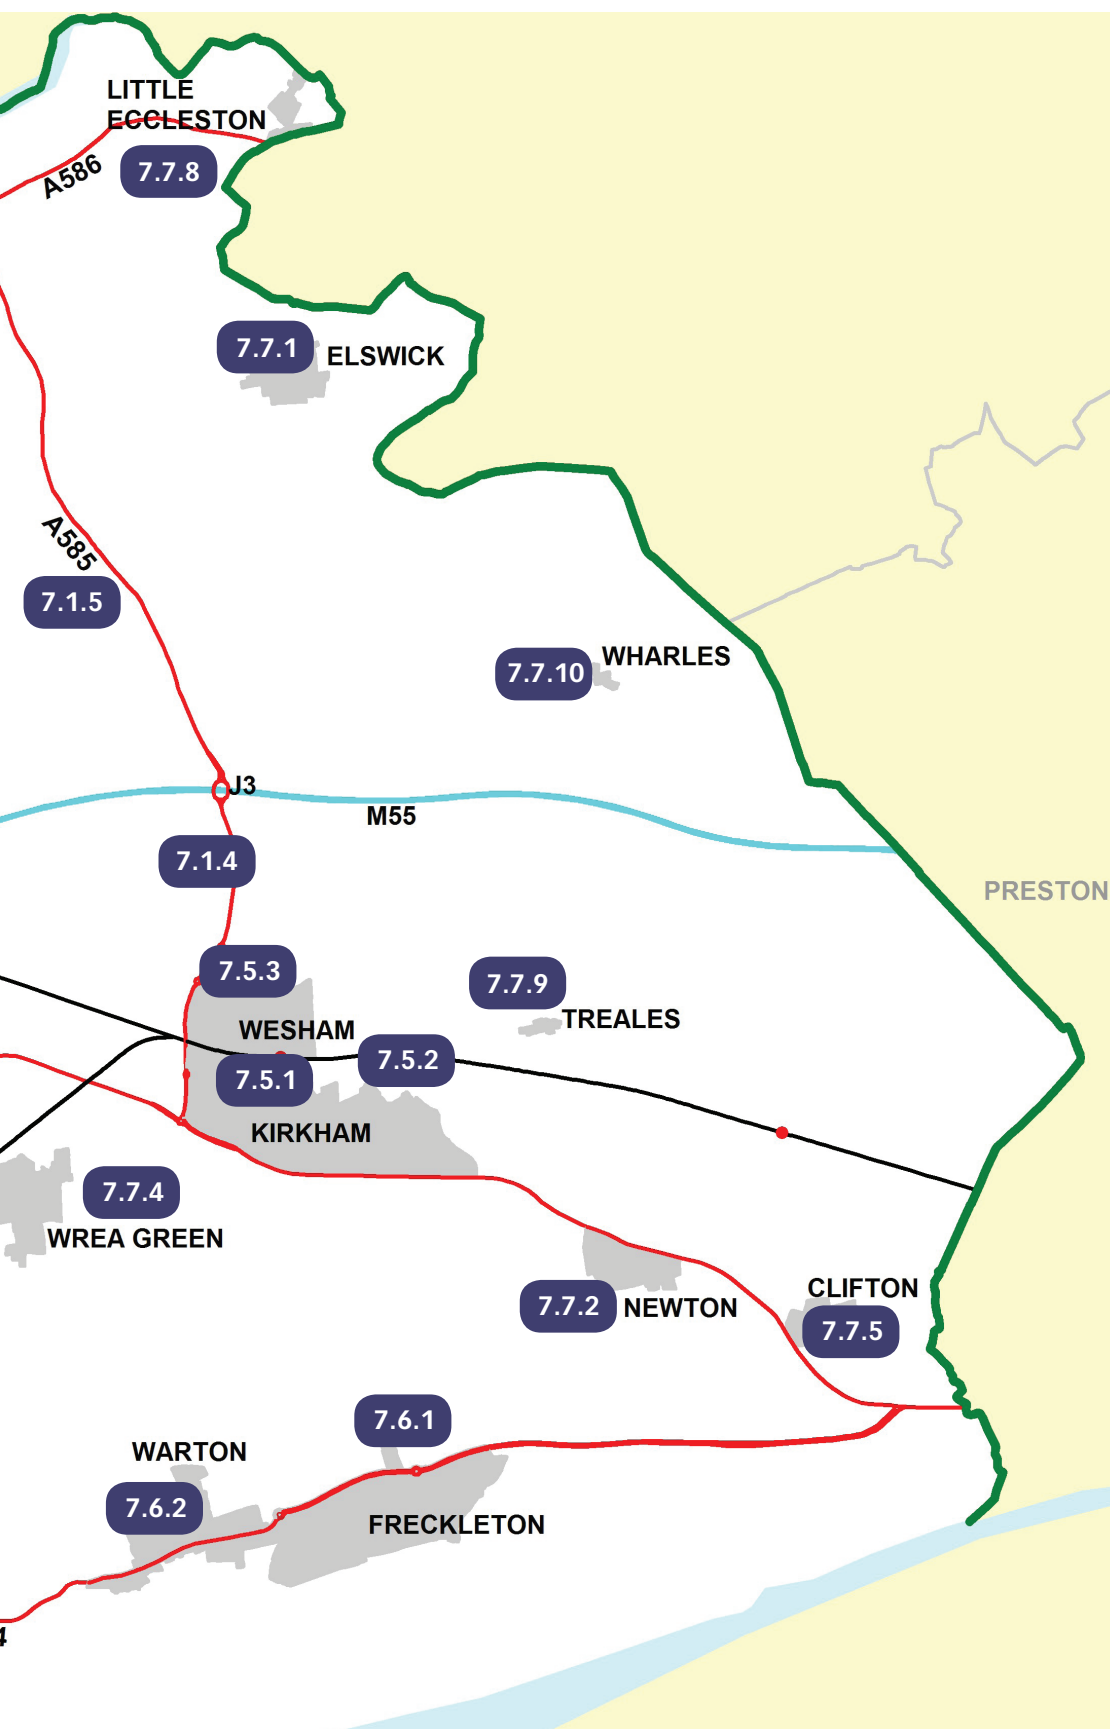 LITTLE
ECCLESTON
A586
7.7.8
7.7.1
ELSWICK
A585
7.1.5
WHARLES
7.7.10
J3
M55
7.1.4
PRESTON
7.5.3
7.7.9
TREALES
WESHAM
7.5.2
7.5.1
KIRKHAM
7.7.4
WREA GREEN
CLIFTON
7.7.2
NEWTON
7.7.5
7.6.1
WARTON
7.6.2
FRECKLETON
4